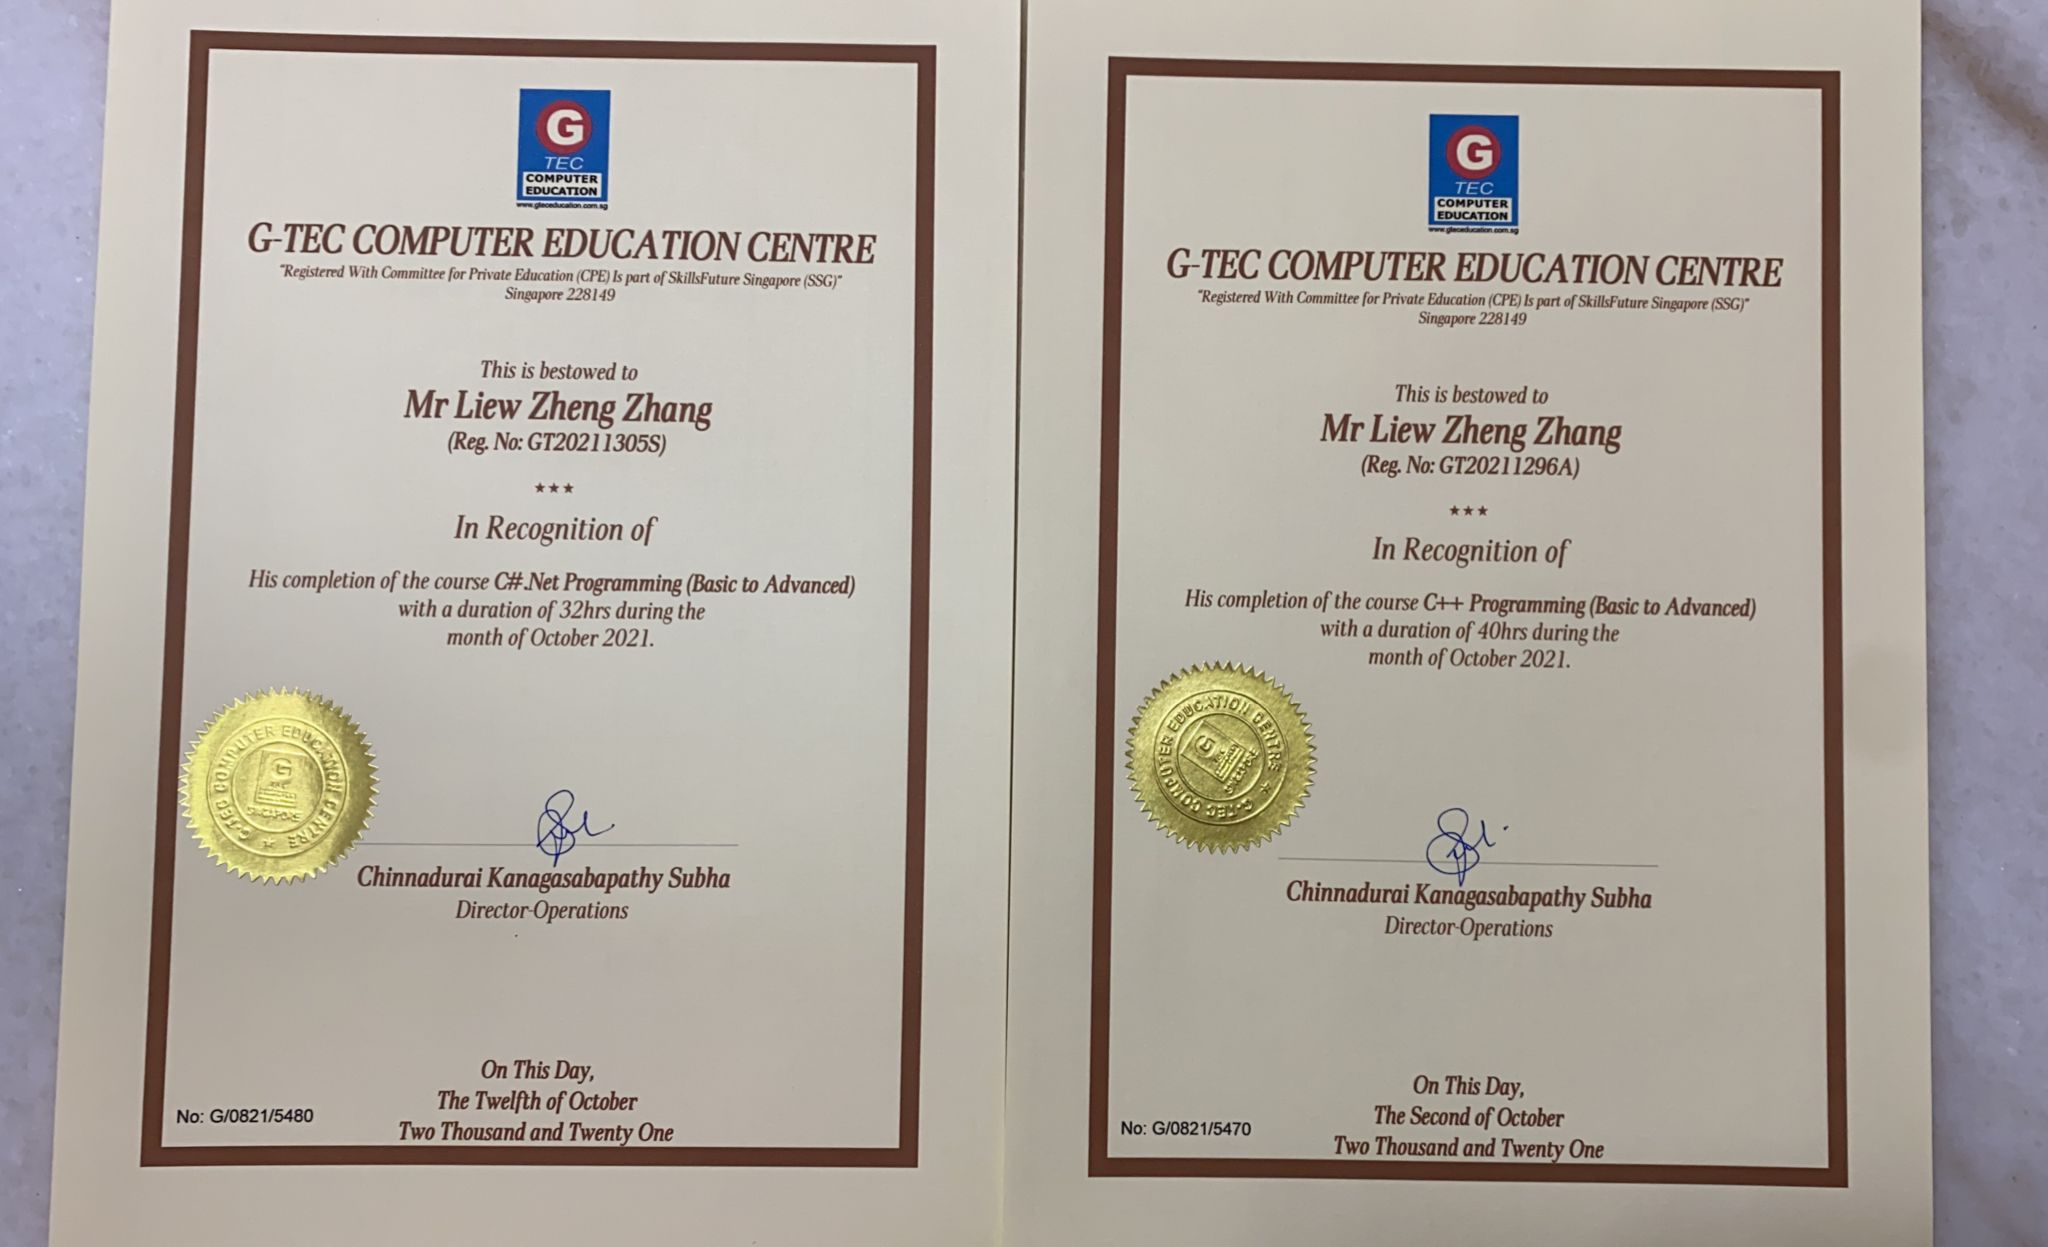 G
TEC
COMPUTER
EDUCATION
www.gteceducation.com.sg
G-TEC COMPUTER EDUCATION CENTRE
"Registered With Committee for Private Education (CPE) Is part of SkillsFuture Singapore (SSG)"
Singapore 228149
This is bestowed to
Mr Liew Zheng Zhang
(Reg. No: GT20211305S)
★★★
In Recognition of
His completion of the course C#.Net Programming (Basic to Advanced)
with a duration of 32hrs during the
month of October 2021.
G-TEC COMPUTER EDUCATION CENTRE ★
G
SINGAPORE
Chinnadurai Kanagasabapathy Subha
Director-Operations
On This Day,
The Twelfth of October
Two Thousand and Twenty One
No: G/0821/5480
G
TEC
COMPUTER
EDUCATION
www.gteceducation.com.sg
G-TEC COMPUTER EDUCATION CENTRE
"Registered With Committee for Private Education (CPE) Is part of SkillsFuture Singapore (SSG)"
Singapore 228149
This is bestowed to
Mr Liew Zheng Zhang
(Reg. No: GT20211296A)
★★★
In Recognition of
His completion of the course C++ Programming (Basic to Advanced)
with a duration of 40hrs during the
month of October 2021.
G-TEC COMPUTER EDUCATION CENTRE ★
G
SINGAPORE
Chinnadurai Kanagasabapathy Subha
Director-Operations
On This Day,
The Second of October
Two Thousand and Twenty One
No: G/0821/5470